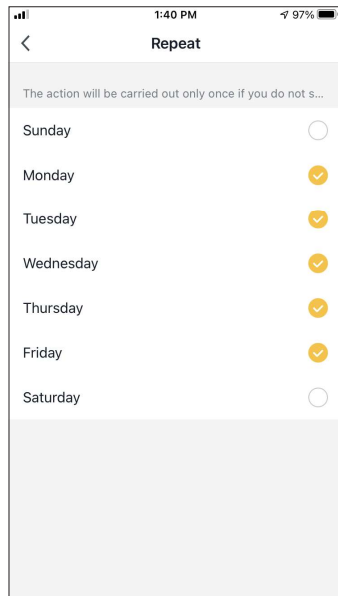 1:40 PM 97%
Repeat
The action will be carried out only once if you do not s...
Sunday
Monday
Tuesday
Wednesday
Thursday
Friday
Saturday